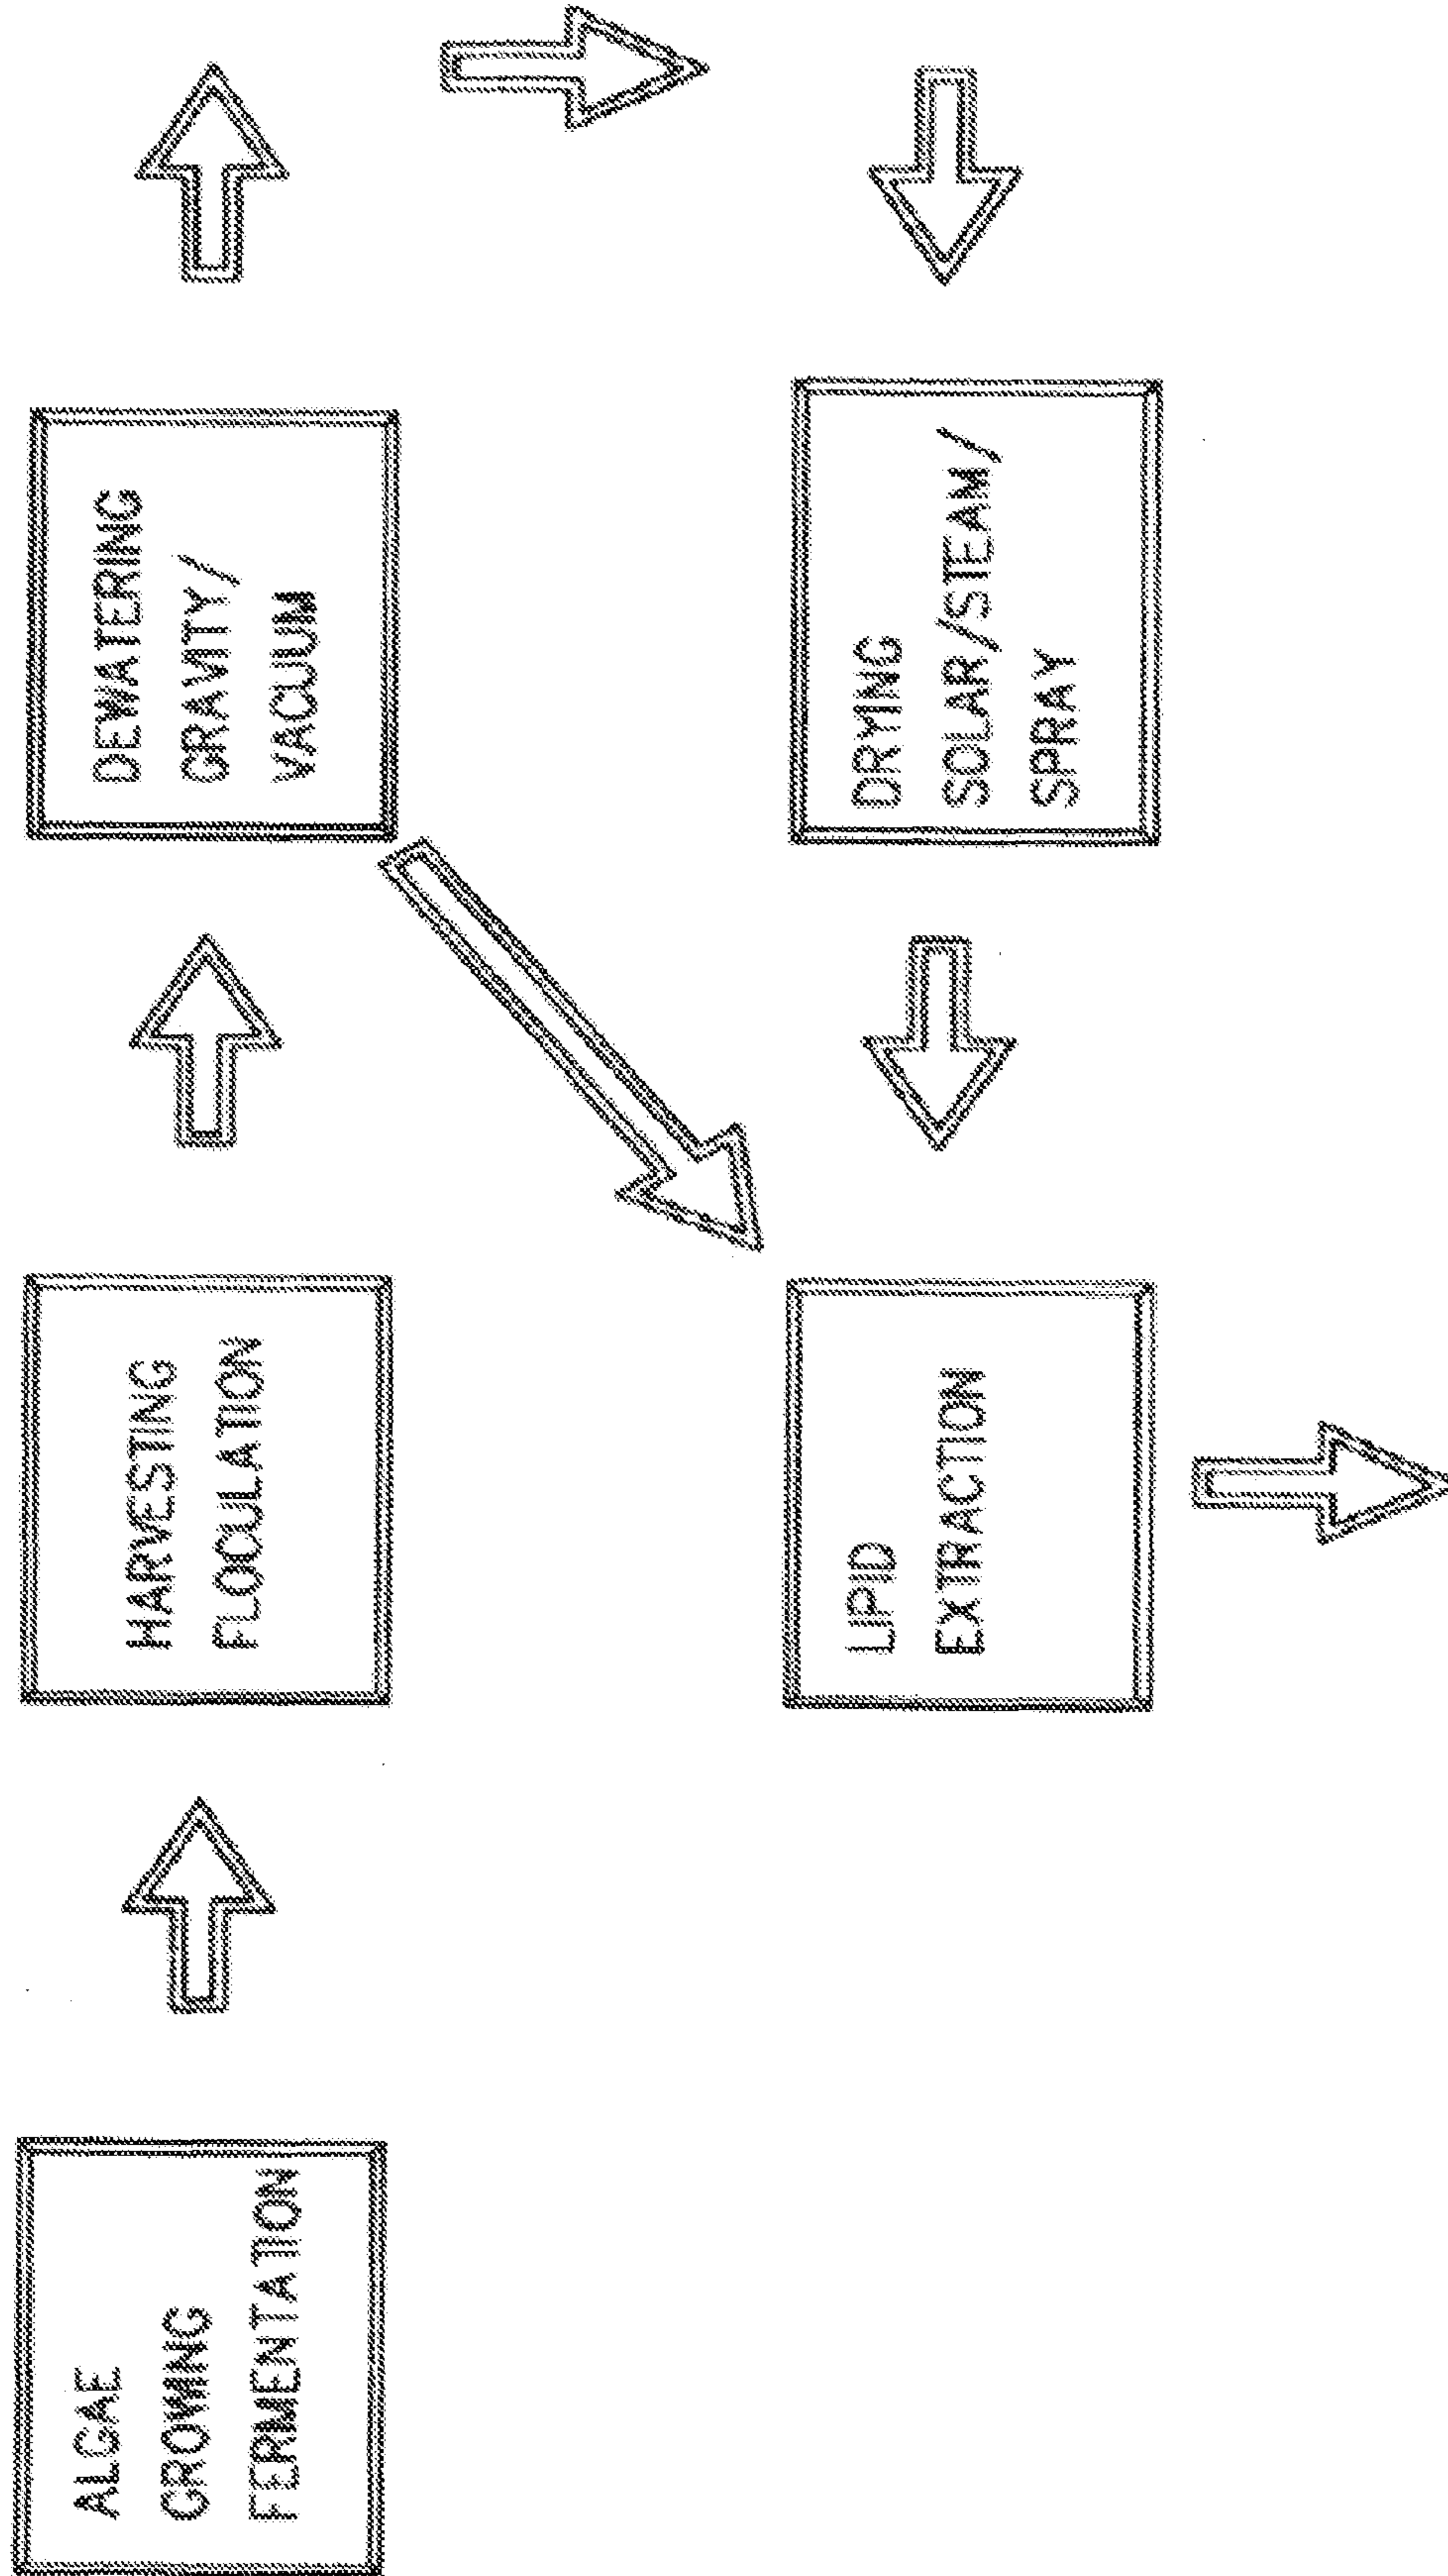 ALGAE
GROWING
FERMENTATION
HARVESTING
FLOCULATION
DEWATERING
GRAVITY/
VACUUM
DRYING
SOLAR/STEAM/
SPRAY
LIPID
EXTRACTION